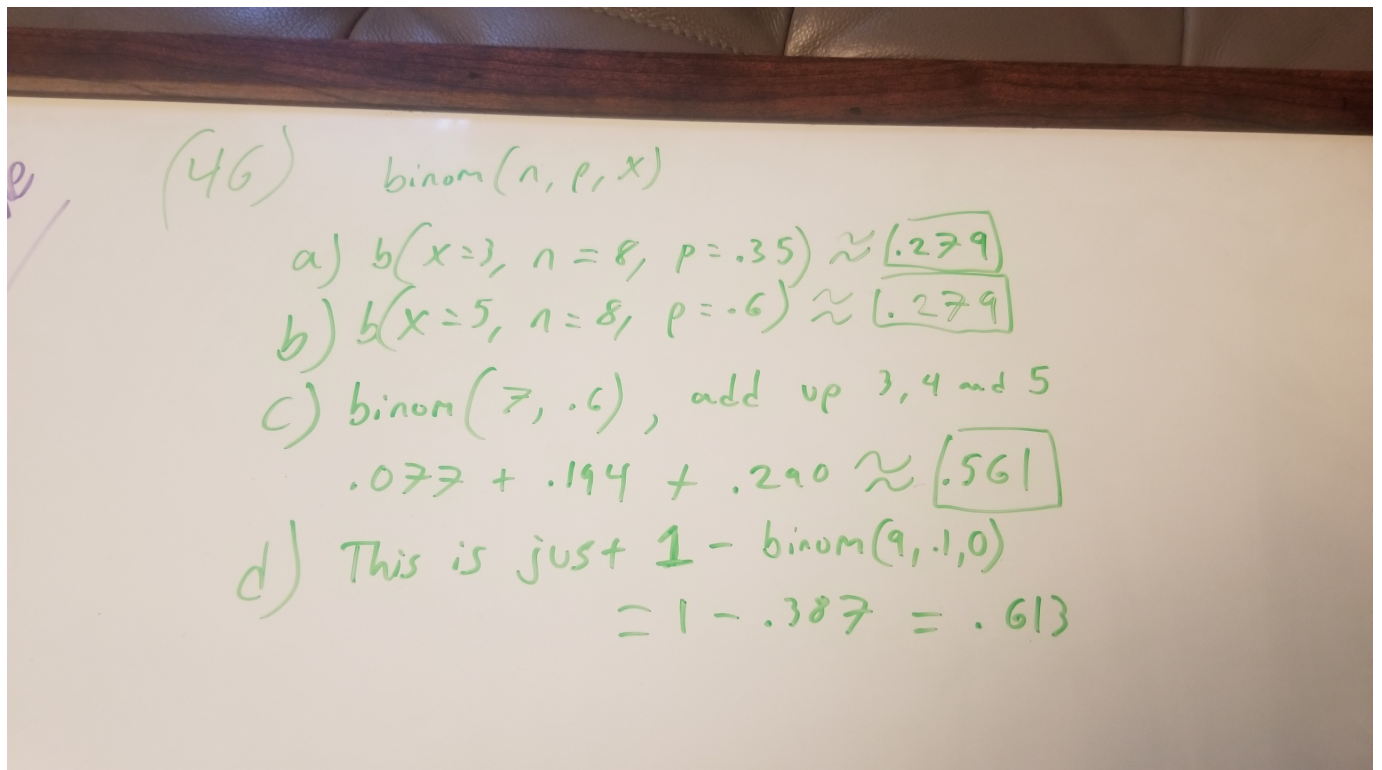 (46) binom(n, p, x)
a) b(x=3, n=8, p=.35) ≈ .279
b) b(x=5, n=8, p=.6) ≈ .279
c) binom(7, .6), add up 3, 4 and 5
.077 + .194 + .290 ≈ .561
d) This is just 1 - binom(9, .1, 0)
= 1 - .387 = .613